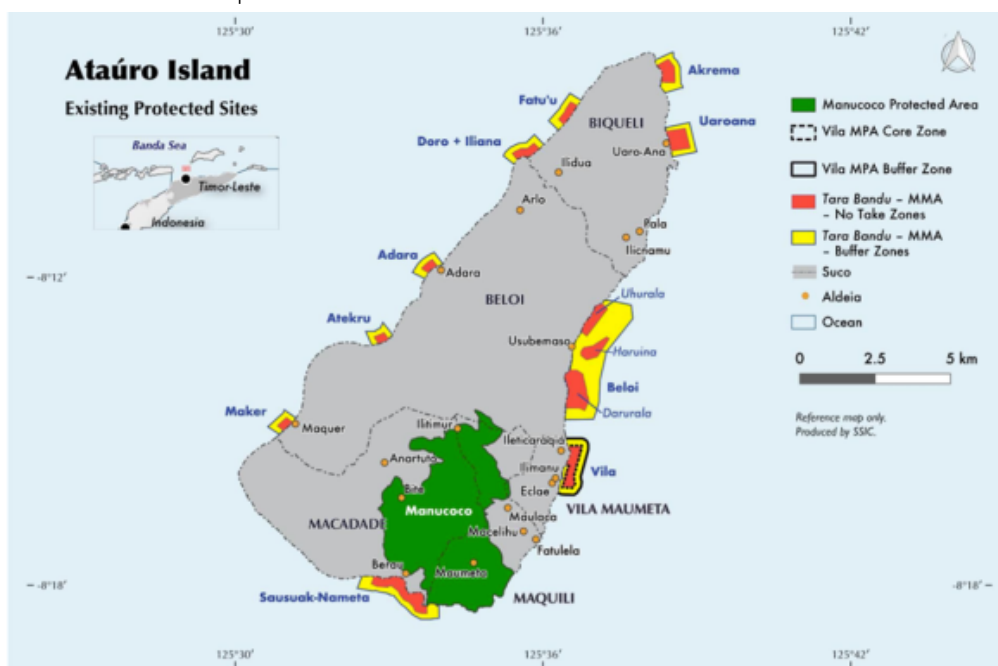 125°30'
125°36'
125°42'
Ataúro Island
Existing Protected Sites
Banda Sea
Timor-Leste
Indonesia
Akrema
Fatu'u
BIQUELI
Uaroana
Doro + Iliana
Uaro-Ana
Ilidua
Arlo
Pala
Ilicnamu
Adara
Adara
-8°12'
BELOI
Uhurala
Atekru
Usubemaso
Haruina
Beloi
Darurala
Maker
Maquer
Ilitimur
Ileticaraquia
Anartuto
Ilimanu
Vila
Eclae
Bite
Manucoco
VILA MAUMETA
MACADADE
Maulaca
Macelihu
Fatulela
Berau
Maumeta
-8°18'
Sausuak-Nameta
MAQUILI
-8°18'
125°30'
125°36'
125°42'
Manucoco Protected Area
Vila MPA Core Zone
Vila MPA Buffer Zone
Tara Bandu – MMA
– No Take Zones
Tara Bandu – MMA
– Buffer Zones
Suco
Aldeia
Ocean
0 2.5 5 km
Reference map only.
Produced by SSIC.